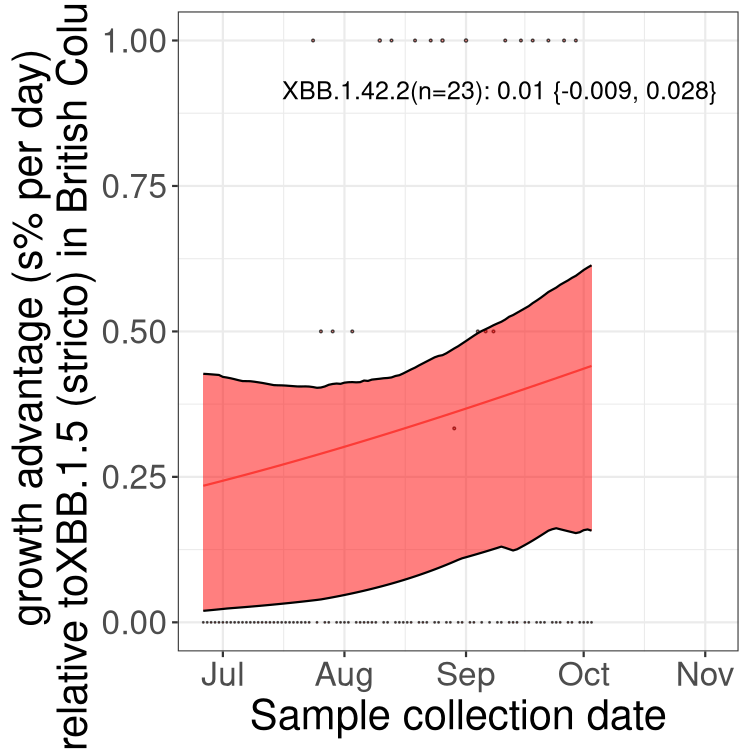 growth advantage (s% per day)
relative toXBB.1.5 (stricto) in British Colu
1.00
0.75
0.50
0.25
0.00
XBB.1.42.2(n=23): 0.01 {-0.009, 0.028}
Jul Aug Sep Oct Nov
Sample collection date